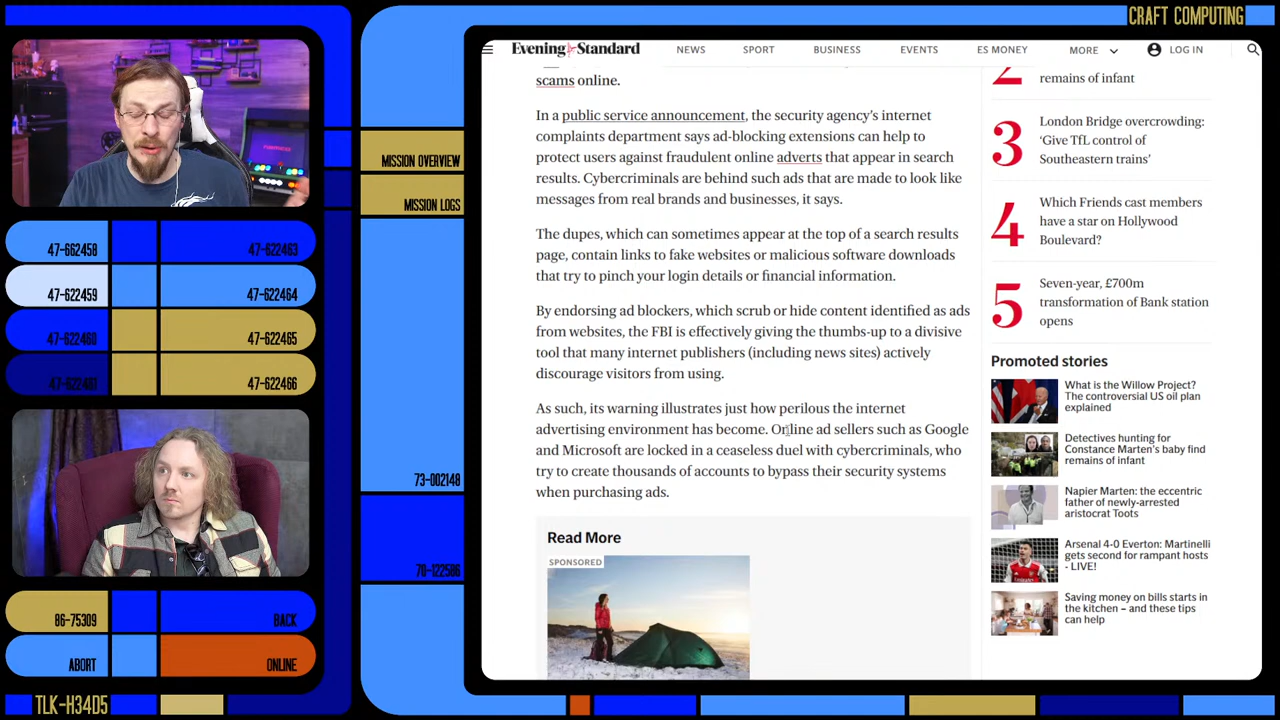 CRAFT COMPUTING
Evening Standard
NEWS
SPORT
BUSINESS
EVENTS
ES MONEY
MORE
LOG IN
MISSION OVERVIEW
MISSION LOGS
47-662458
47-622463
47-622459
47-622464
47-622460
47-622465
47-622466
73-002148
70-122586
86-75309
BACK
ABORT
ONLINE
TLK-H34D5
scams online.
In a public service announcement, the security agency's internet
complaints department says ad-blocking extensions can help to
protect users against fraudulent online adverts that appear in search
results. Cybercriminals are behind such ads that are made to look like
messages from real brands and businesses, it says.
The dupes, which can sometimes appear at the top of a search results
page, contain links to fake websites or malicious software downloads
that try to pinch your login details or financial information.
By endorsing ad blockers, which scrub or hide content identified as ads
from websites, the FBI is effectively giving the thumbs-up to a divisive
tool that many internet publishers (including news sites) actively
discourage visitors from using.
As such, its warning illustrates just how perilous the internet
advertising environment has become. Online ad sellers such as Google
and Microsoft are locked in a ceaseless duel with cybercriminals, who
try to create thousands of accounts to bypass their security systems
when purchasing ads.
Read More
SPONSORED
2
remains of infant
3
London Bridge overcrowding:
'Give TfL control of
Southeastern trains'
4
Which Friends cast members
have a star on Hollywood
Boulevard?
5
Seven-year, £700m
transformation of Bank station
opens
Promoted stories
What is the Willow Project?
The controversial US oil plan
explained
Detectives hunting for
Constance Marten's baby find
remains of infant
Napier Marten: the eccentric
father of newly-arrested
aristocrat Toots
Arsenal 4-0 Everton: Martinelli
gets second for rampant hosts
- LIVE!
Saving money on bills starts in
the kitchen – and these tips
can help